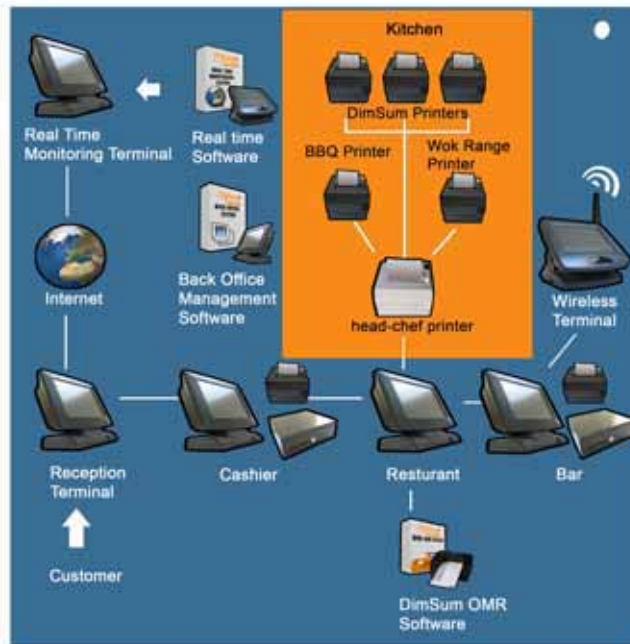 Kitchen
DimSum Printers
Real Time
Monitoring Terminal
Real time
Software
BBQ Printer
Wok Range
Printer
Internet
Back Office
Management
Software
head-chef printer
Wireless
Terminal
Reception
Terminal
Cashier
Resturant
Bar
Customer
DimSum OMR
Software